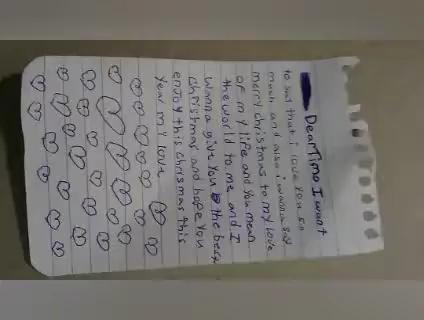 Dear Timo I want
to say that i love you so
much and also i wanna say
merry christmas to my love
of my life and you mean
the world to me and I
wanna give you the best
christmas and hope you
enjoy this christmas this
year my love